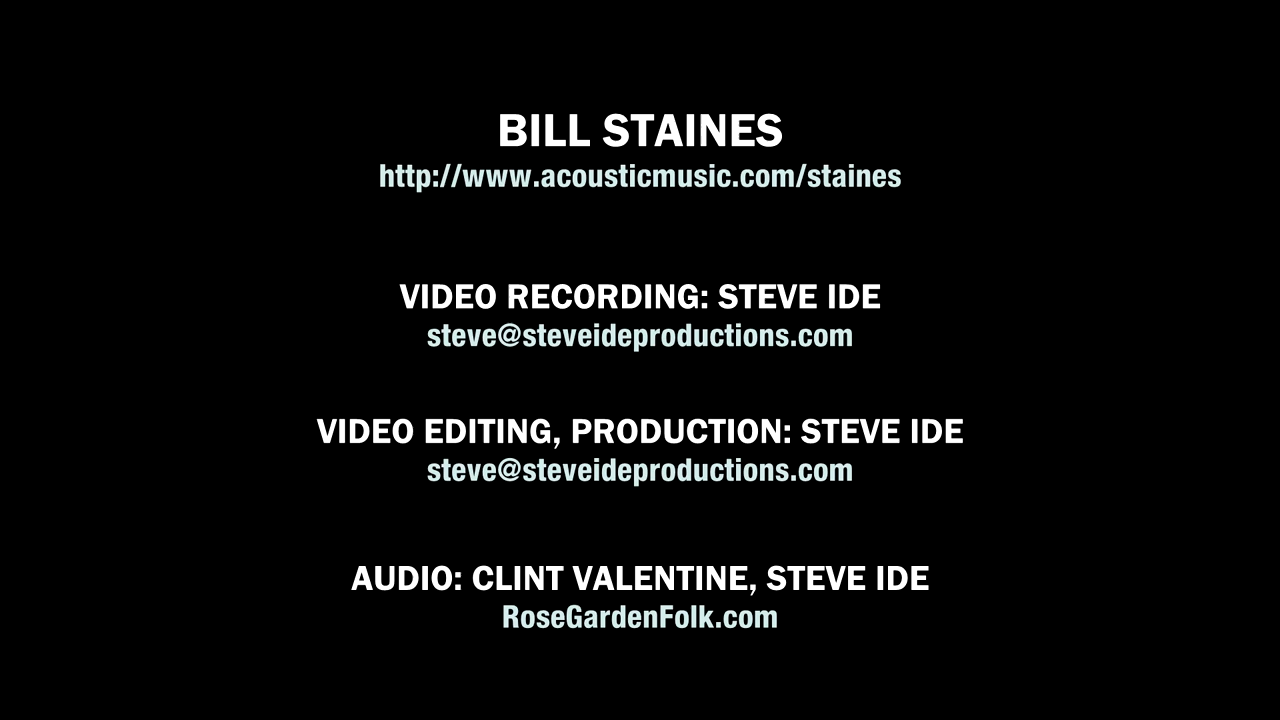 BILL STAINES
http://www.acousticmusic.com/staines
VIDEO RECORDING: STEVE IDE
steve@steveideproductions.com
VIDEO EDITING, PRODUCTION: STEVE IDE
steve@steveideproductions.com
AUDIO: CLINT VALENTINE, STEVE IDE
RoseGardenFolk.com